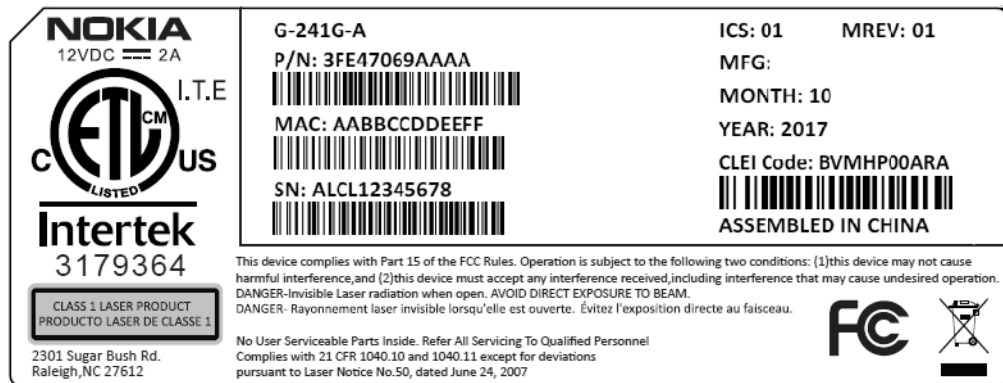 NOKIA
12VDC ⎓ 2A
I.T.E
ETL CM
C US
LISTED
Intertek
3179364
CLASS 1 LASER PRODUCT
PRODUCTO LASER DE CLASSE 1
2301 Sugar Bush Rd.
Raleigh,NC 27612
G-241G-A
P/N: 3FE47069AAAA
MAC: AABBCCDDEEFF
SN: ALCL12345678
ICS: 01 MREV: 01
MFG:
MONTH: 10
YEAR: 2017
CLEI Code: BVMHP00ARA
ASSEMBLED IN CHINA
This device complies with Part 15 of the FCC Rules. Operation is subject to the following two conditions: (1)this device may not cause
harmful interference,and (2)this device must accept any interference received,including interference that may cause undesired operation.
DANGER-Invisible Laser radiation when open. AVOID DIRECT EXPOSURE TO BEAM.
DANGER- Rayonnement laser invisible lorsqu'elle est ouverte. Évitez l'exposition directe au faisceau.
No User Serviceable Parts Inside. Refer All Servicing To Qualified Personnel
Complies with 21 CFR 1040.10 and 1040.11 except for deviations
pursuant to Laser Notice No.50, dated June 24, 2007
FC